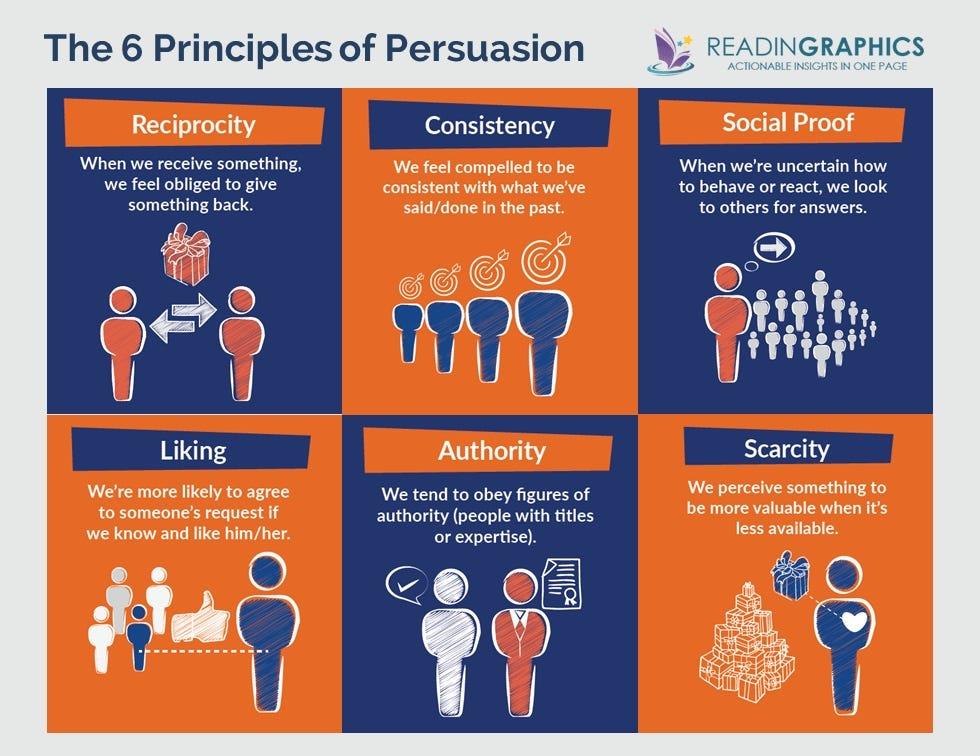 The 6 Principles of Persuasion
READINGRAPHICS
ACTIONABLE INSIGHTS IN ONE PAGE
Reciprocity
When we receive something,
we feel obliged to give
something back.
Consistency
We feel compelled to be
consistent with what we've
said/done in the past.
Social Proof
When we're uncertain how
to behave or react, we look
to others for answers.
Liking
We're more likely to agree
to someone's request if
we know and like him/her.
Authority
We tend to obey figures of
authority (people with titles
or expertise).
Scarcity
We perceive something to
be more valuable when it's
less available.